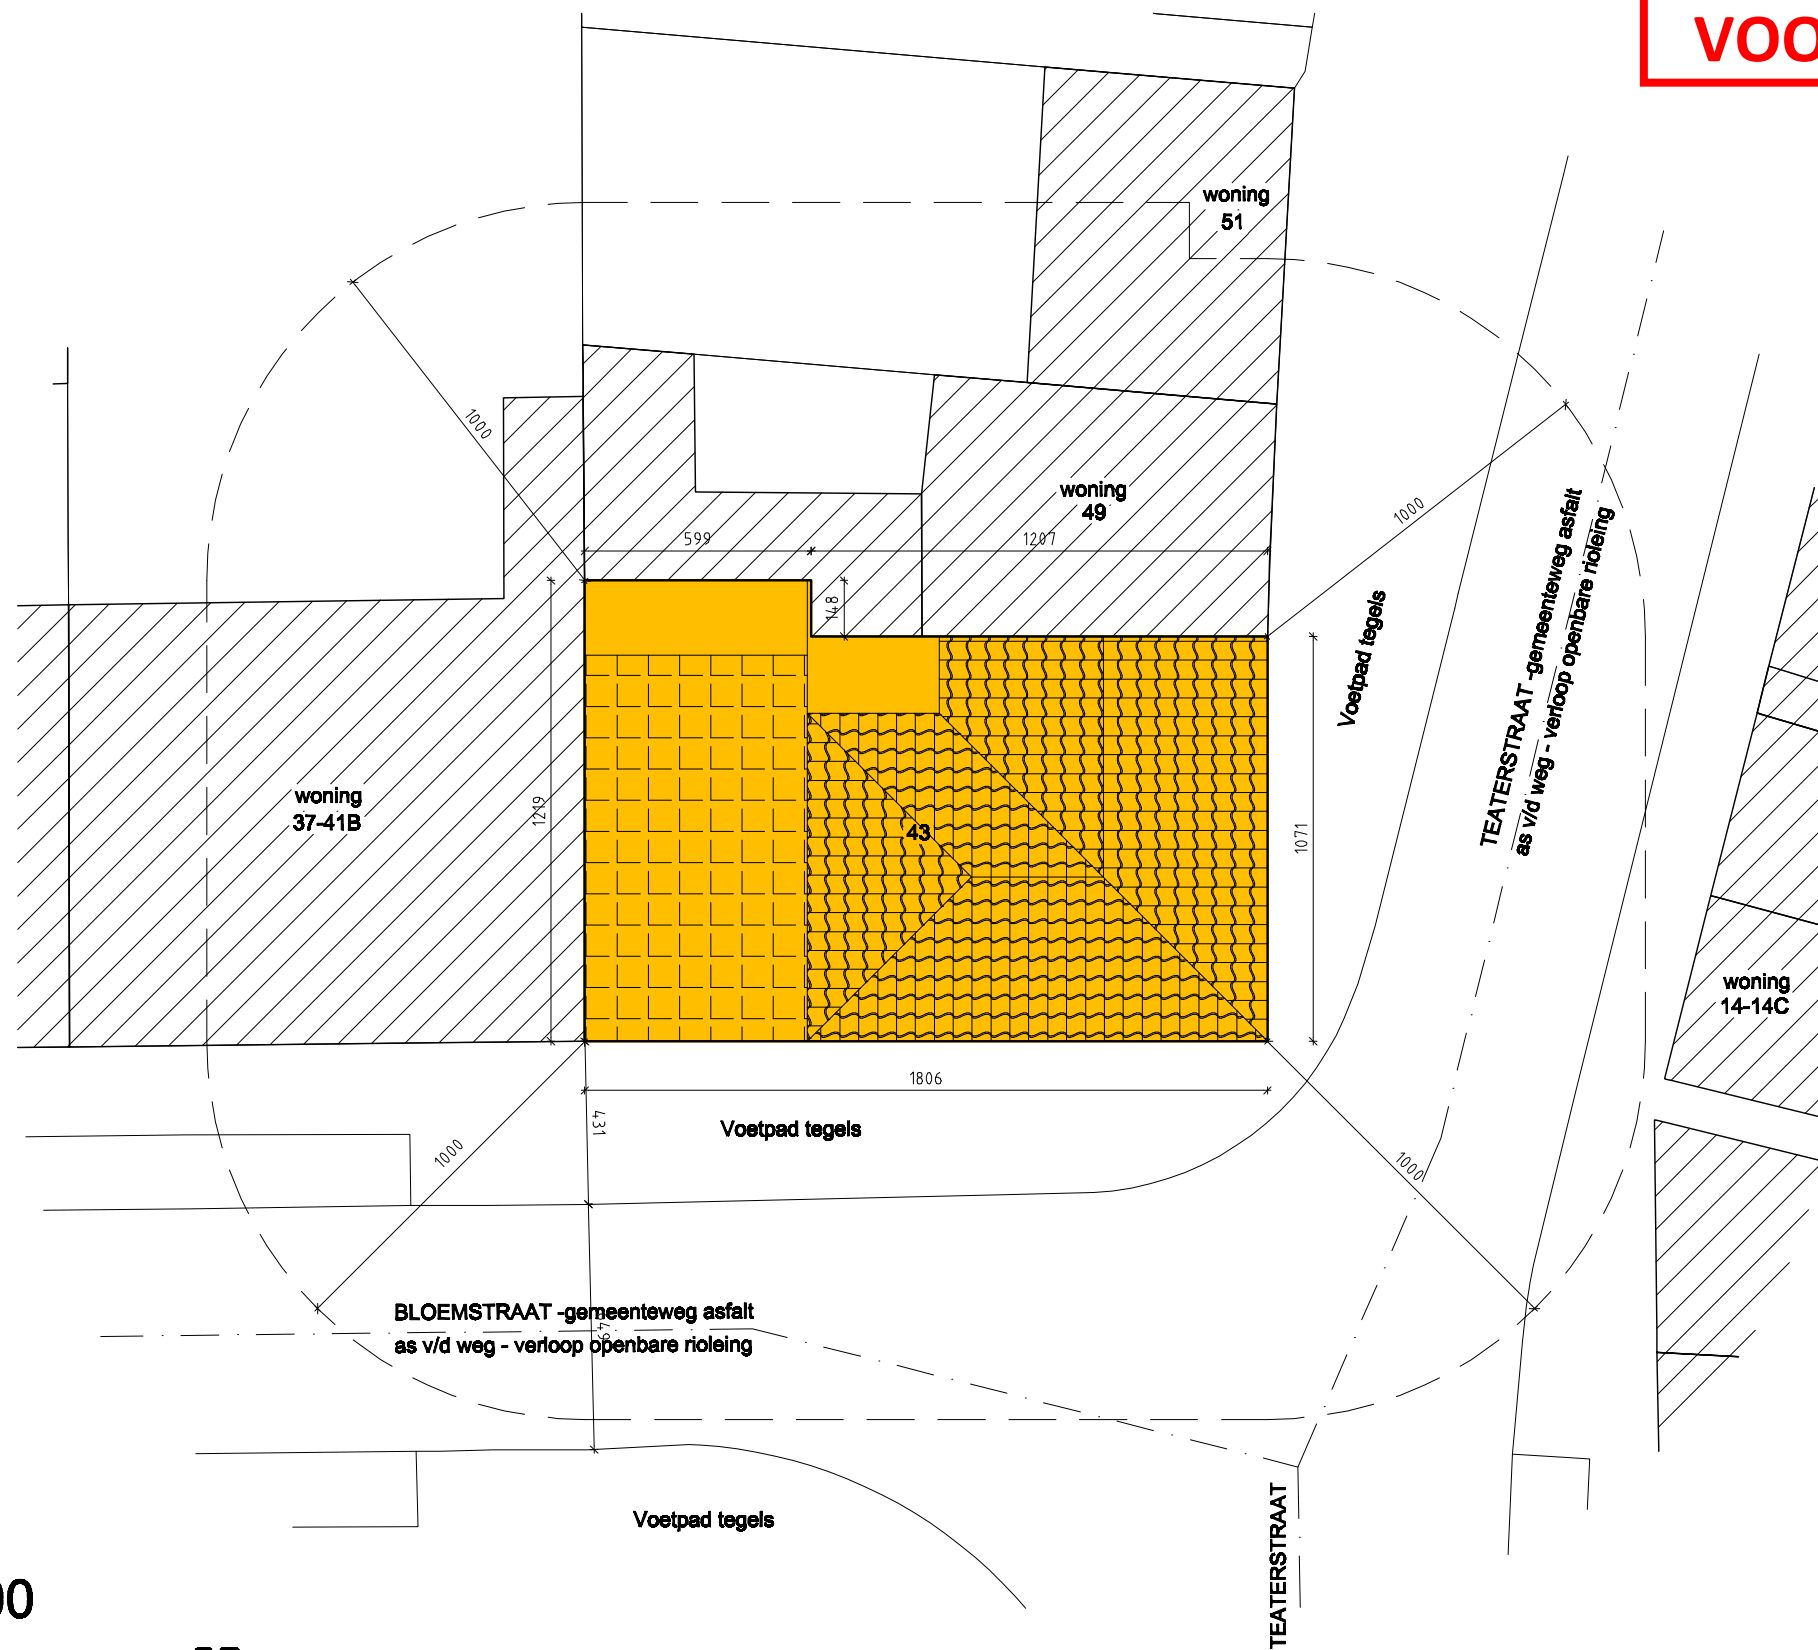 VOO
woning
51
1000
woning
49
1000
599
1207
148
Voetpad tegels
TEATERSTRAAT -gemeenteweg asfalt
as v/d weg - verloop openbare rioleing
woning
37-41B
1219
43
1071
woning
14-14C
1806
431
Voetpad tegels
1000
1000
BLOEMSTRAAT -gemeenteweg asfalt
as v/d weg - verloop openbare rioleing
Voetpad tegels
TEATERSTRAAT
00